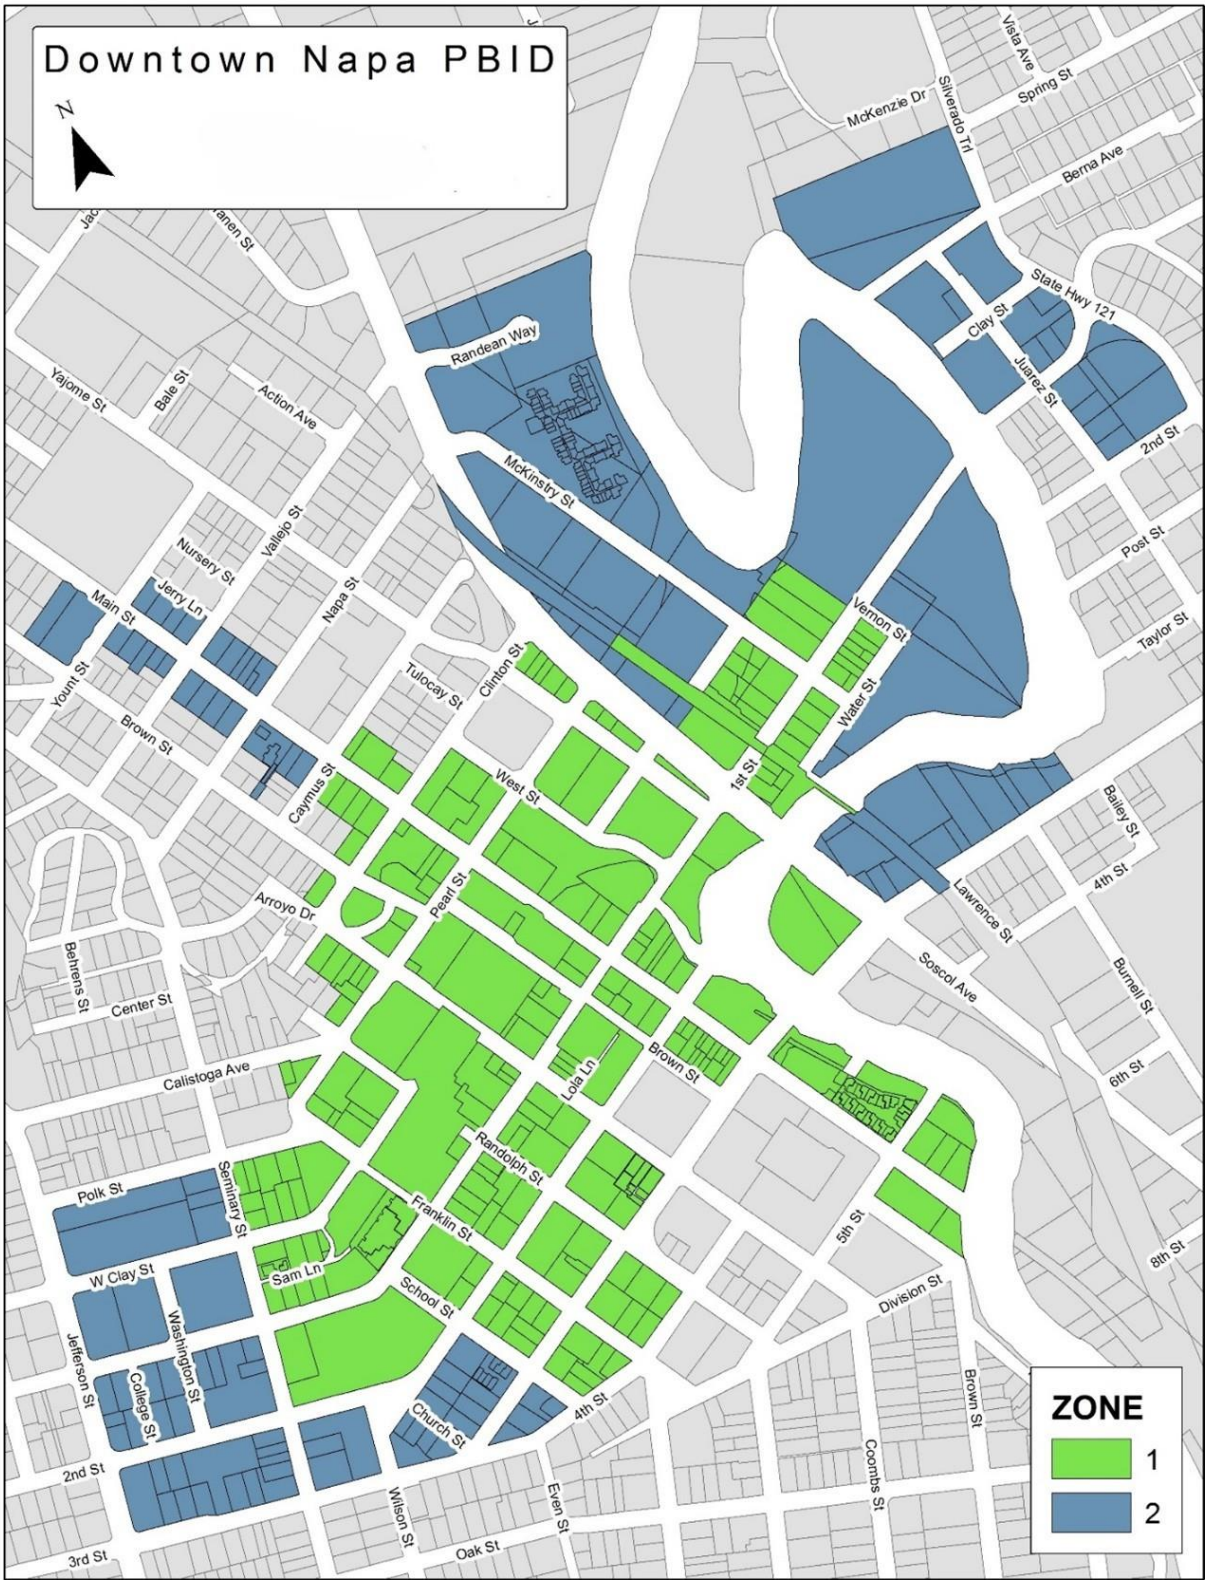 Downtown Napa PBID
N
Vista Ave
Spring St
Silverado Trl
McKenzie Dr
Berna Ave
State Hwy 121
Clay St
Juarez St
2nd St
Randean Way
Yajome St
Bale St
Action Ave
McKinstry St
Post St
Vallejo St
Nursery St
Jerry Ln
Main St
Napa St
Vernon St
Taylor St
Yount St
Tulocay St
Clinton St
Water St
Brown St
West St
1st St
Caymus St
Bailey St
4th St
Pearl St
Arroyo Dr
Lawrence St
Behrens St
Center St
Soscol Ave
Burnell St
Calistoga Ave
Lola Ln
Brown St
6th St
Polk St
Seminary St
Randolph St
Franklin St
5th St
8th St
W Clay St
Sam Ln
School St
Division St
Jefferson St
Washington St
College St
Church St
4th St
Brown St
2nd St
Wilson St
Even St
Coombs St
3rd St
Oak St
ZONE
1
2